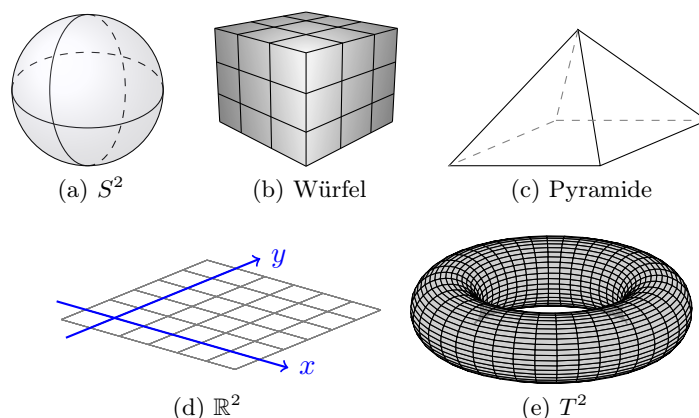 (a) S²
(b) Würfel
(c) Pyramide
y
x
(d) ℝ²
(e) T²